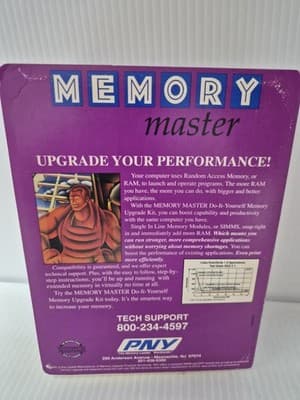 MEMORY
master
UPGRADE YOUR PERFORMANCE!
Your computer uses Random Access Memory, or
RAM, to launch and operate programs. The more RAM
you have, the more you can do, with bigger and better
applications.
With the MEMORY MASTER Do-It-Yourself Memory
Upgrade Kit, you can boost capability and productivity
with the same computer you have.
Single In Line Memory Modules, or SIMMS, snap right
in and immediately add more RAM. Which means you
can run stronger, more comprehensive applications
without worrying about memory shortages. You can
boost the performance of existing applications. Even print
more efficiently.
Compatibility is guaranteed, and we offer expert
technical support. Plus, with the easy to follow, step-by-
step instructions, you'll be up and running with
extended memory in virtually no time at all.
Try the MEMORY MASTER Do-It-Yourself
Memory Upgrade Kit today. It's the smartest way
to increase your memory.
TECH SUPPORT
800-234-4597
PNY
200 Anderson Avenue • Moonachie, NJ 07074